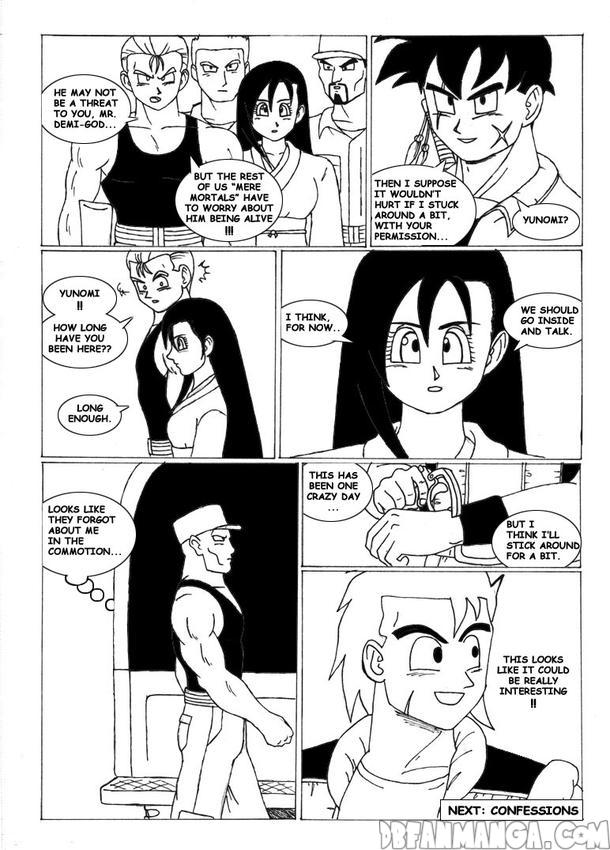 HE MAY NOT
BE A THREAT
TO YOU, MR.
DEMI-GOD...
BUT THE REST
OF US "MERE
MORTALS" HAVE
TO WORRY ABOUT
HIM BEING ALIVE
!!!
THEN I SUPPOSE
IT WOULDN'T
HURT IF I STUCK
AROUND A BIT,
WITH YOUR
PERMISSION...
YUNOMI?
YUNOMI
!!
HOW LONG
HAVE YOU
BEEN HERE??
LONG
ENOUGH.
I THINK,
FOR NOW..
WE SHOULD
GO INSIDE
AND TALK.
LOOKS LIKE
THEY FORGOT
ABOUT ME
IN THE
COMMOTION...
THIS HAS
BEEN ONE
CRAZY DAY
...
BUT I
THINK I'LL
STICK AROUND
FOR A BIT.
THIS LOOKS
LIKE IT COULD
BE REALLY
INTERESTING
!!
NEXT: CONFESSIONS
DBFANMANGA.COM